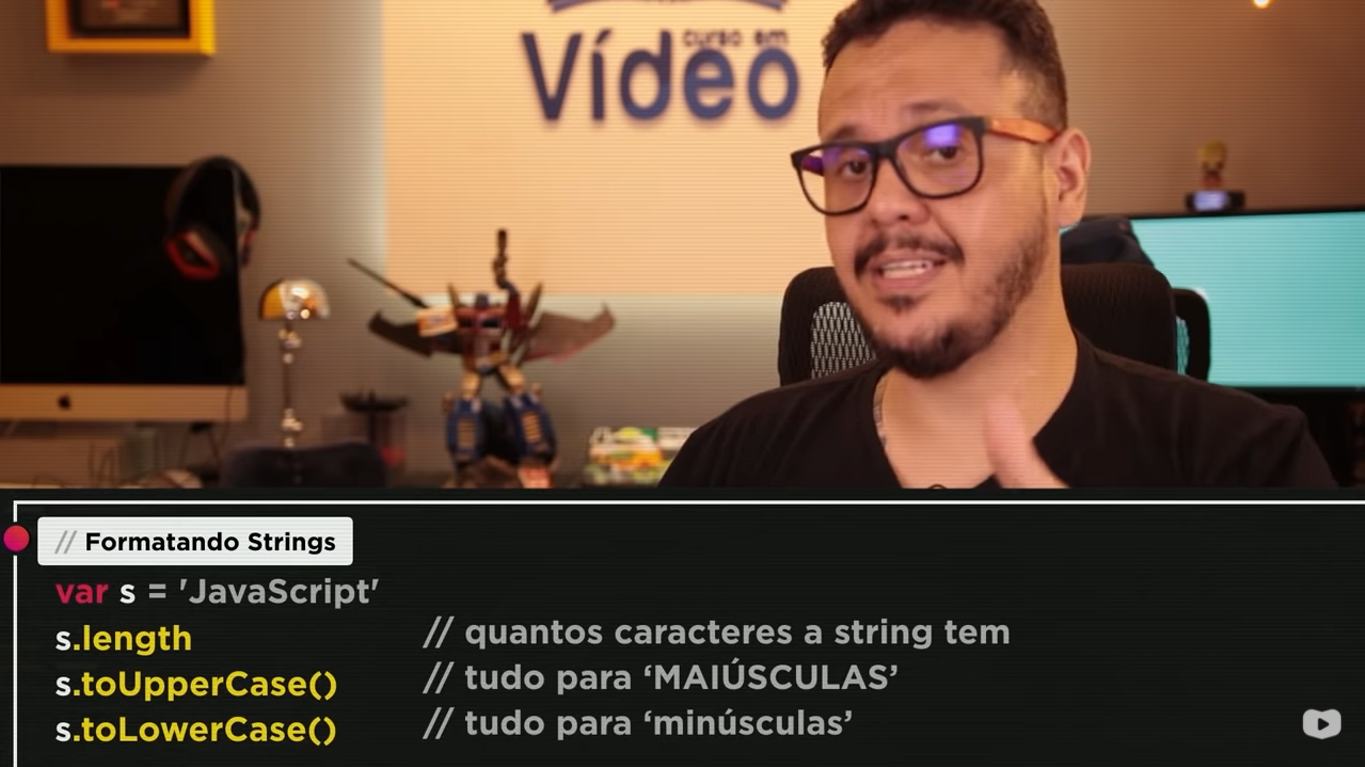 curso em
Vídeo
// Formatando Strings
var s = 'JavaScript'
s.length // quantos caracteres a string tem
s.toUpperCase() // tudo para ‘MAIÚSCULAS’
s.toLowerCase() // tudo para ‘minúsculas’